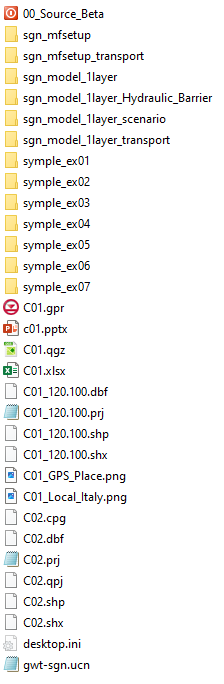 00_Source_Beta
sgn_mfsetup
sgn_mfsetup_transport
sgn_model_1layer
sgn_model_1layer_Hydraulic_Barrier
sgn_model_1layer_scenario
sgn_model_1layer_transport
symple_ex01
symple_ex02
symple_ex03
symple_ex04
symple_ex05
symple_ex06
symple_ex07
C01.gpr
c01.pptx
C01.qgz
C01.xlsx
C01_120.100.dbf
C01_120.100.prj
C01_120.100.shp
C01_120.100.shx
C01_GPS_Place.png
C01_Local_Italy.png
C02.cpg
C02.dbf
C02.prj
C02.qpj
C02.shp
C02.shx
desktop.ini
gwt-sgn.ucn